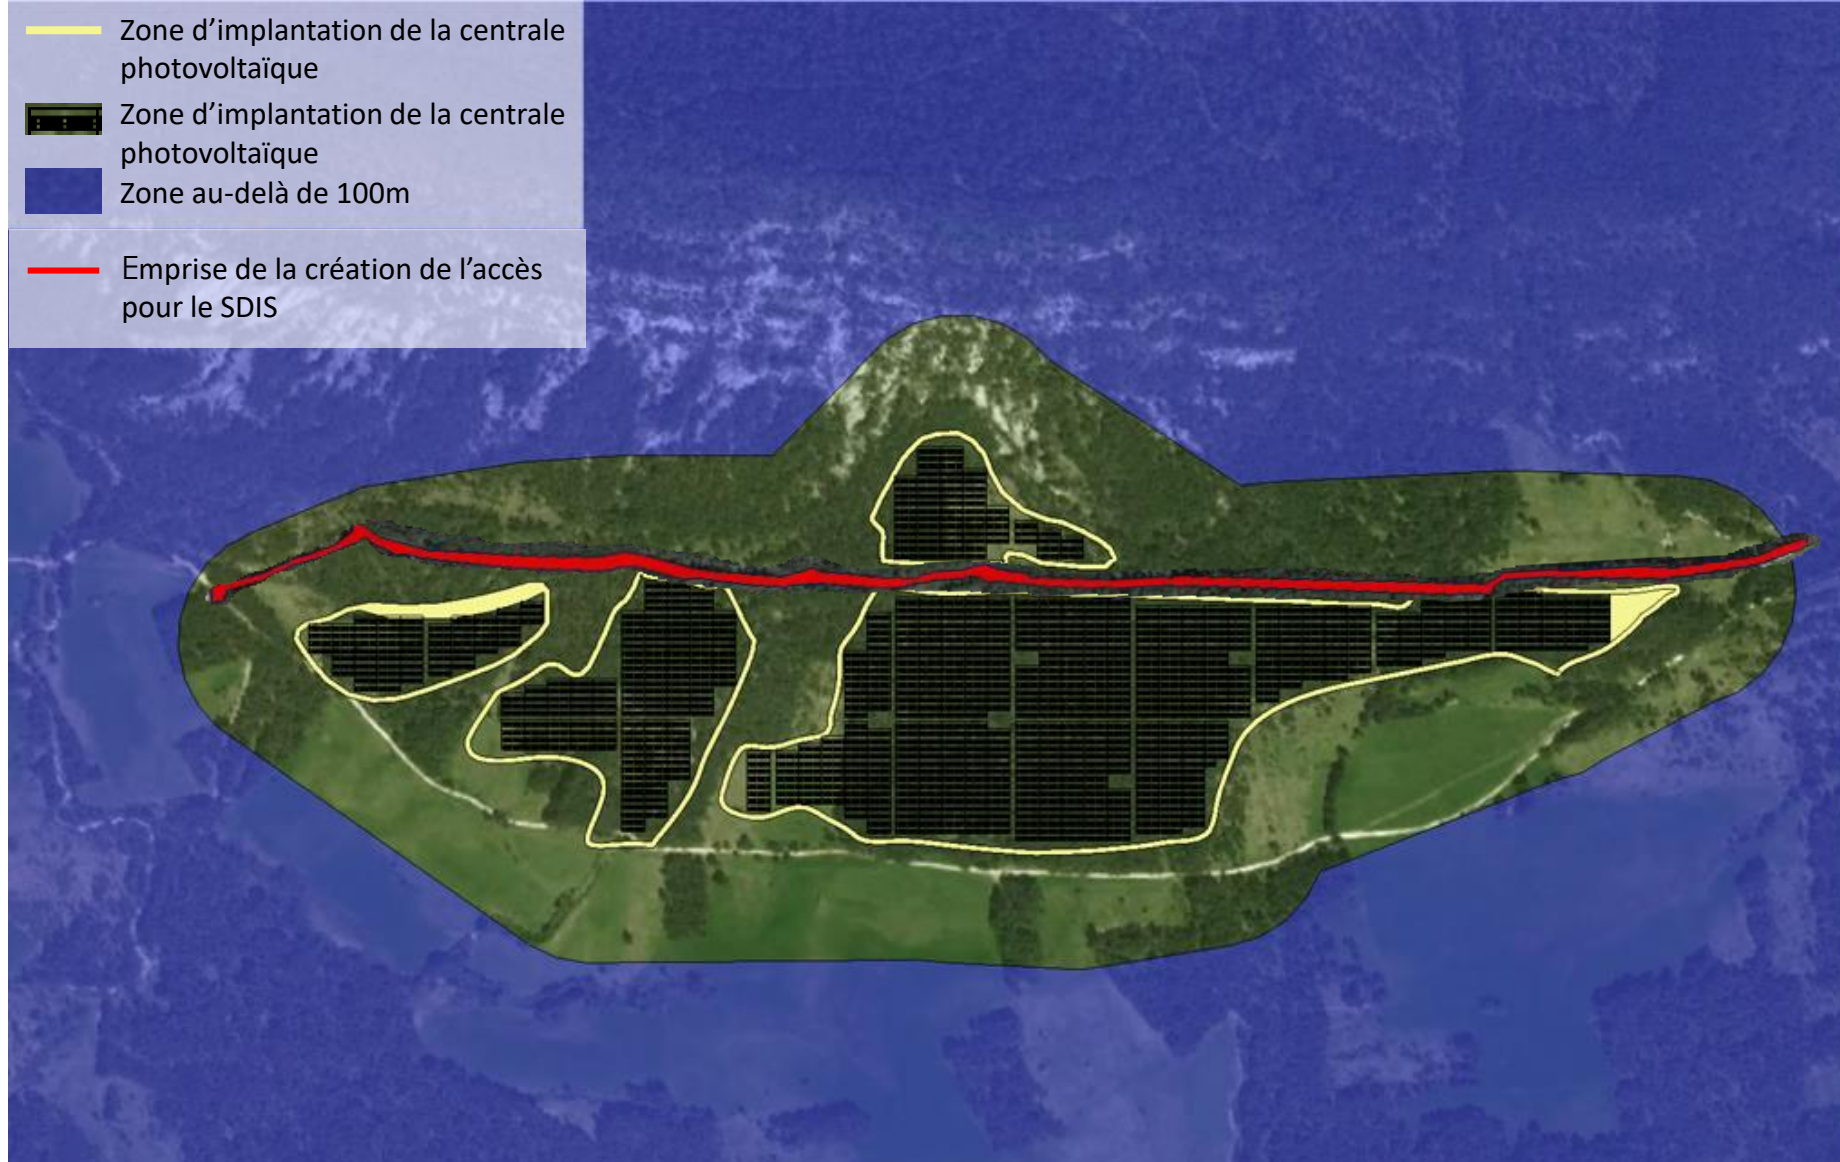 Zone d’implantation de la centrale
photovoltaïque
Zone d’implantation de la centrale
photovoltaïque
Zone au-delà de 100m
Emprise de la création de l’accès
pour le SDIS